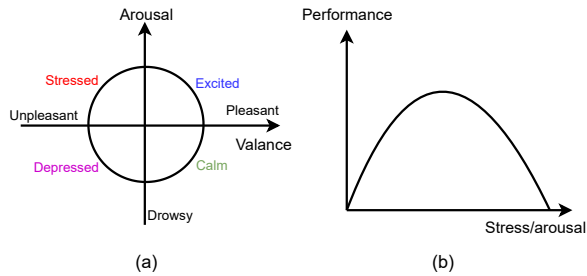 Arousal
Stressed
Excited
Unpleasant
Pleasant
Valance
Depressed
Calm
Drowsy
(a)
Performance
Stress/arousal
(b)